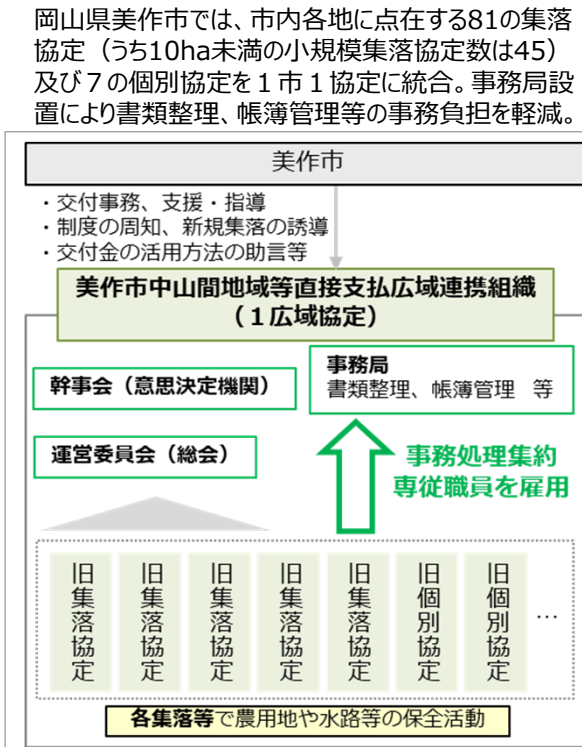 岡山県美作市では、市内各地に点在する81の集落
協定（うち10ha未満の小規模集落協定数は45）
及び７の個別協定を１市１協定に統合。事務局設
置により書類整理、帳簿管理等の事務負担を軽減。
美作市
・交付事務、支援・指導
・制度の周知、新規集落の誘導
・交付金の活用方法の助言等
美作市中山間地域等直接支払広域連携組織
（１広域協定）
幹事会（意思決定機関）
事務局
書類整理、帳簿管理　等
運営委員会（総会）
事務処理集約
専従職員を雇用
旧集落協定
旧集落協定
旧集落協定
旧集落協定
旧集落協定
旧個別協定
旧個別協定
…
各集落等で農用地や水路等の保全活動